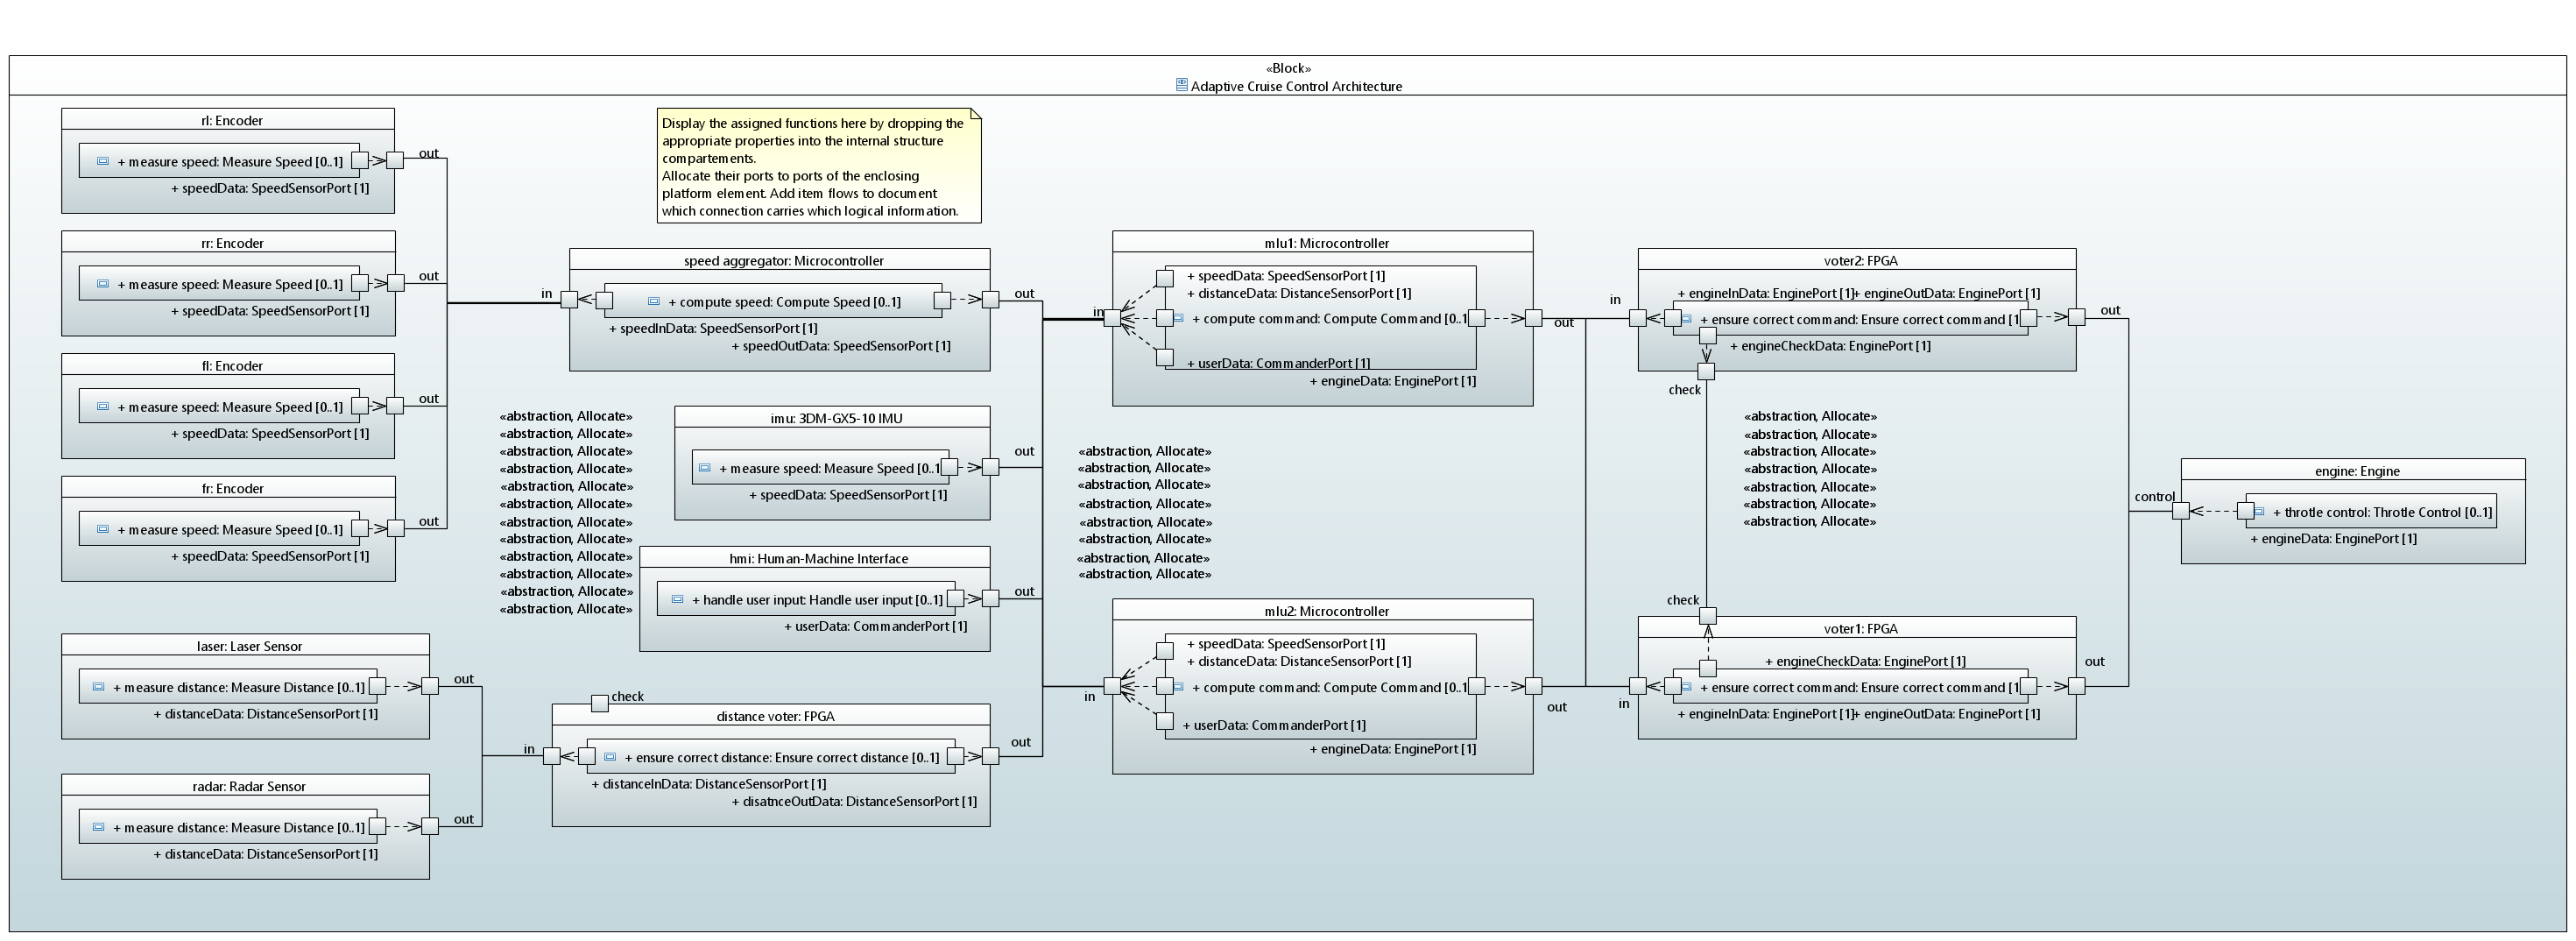 «Block»
Adaptive Cruise Control Architecture
rl: Encoder
+ measure speed: Measure Speed [0..1]
out
+ speedData: SpeedSensorPort [1]
rr: Encoder
+ measure speed: Measure Speed [0..1]
out
+ speedData: SpeedSensorPort [1]
fl: Encoder
+ measure speed: Measure Speed [0..1]
out
+ speedData: SpeedSensorPort [1]
fr: Encoder
+ measure speed: Measure Speed [0..1]
out
+ speedData: SpeedSensorPort [1]
laser: Laser Sensor
+ measure distance: Measure Distance [0..1]
out
+ distanceData: DistanceSensorPort [1]
radar: Radar Sensor
+ measure distance: Measure Distance [0..1]
out
+ distanceData: DistanceSensorPort [1]
Display the assigned functions here by dropping the
appropriate properties into the internal structure
compartements.
Allocate their ports to ports of the enclosing
platform element. Add item flows to document
which connection carries which logical information.
speed aggregator: Microcontroller
in
+ compute speed: Compute Speed [0..1]
out
+ speedInData: SpeedSensorPort [1]
+ speedOutData: SpeedSensorPort [1]
«abstraction, Allocate»
«abstraction, Allocate»
«abstraction, Allocate»
«abstraction, Allocate»
«abstraction, Allocate»
«abstraction, Allocate»
«abstraction, Allocate»
«abstraction, Allocate»
«abstraction, Allocate»
«abstraction, Allocate»
«abstraction, Allocate»
«abstraction, Allocate»
imu: 3DM-GX5-10 IMU
out
+ measure speed: Measure Speed [0..1
+ speedData: SpeedSensorPort [1]
hmi: Human-Machine Interface
out
+ handle user input: Handle user input [0..1]
+ userData: CommanderPort [1]
check
distance voter: FPGA
in
+ ensure correct distance: Ensure correct distance [0..1]
out
+ distanceInData: DistanceSensorPort [1]
+ disatnceOutData: DistanceSensorPort [1]
mlu1: Microcontroller
+ speedData: SpeedSensorPort [1]
+ distanceData: DistanceSensorPort [1]
in
+ compute command: Compute Command [0..1
out
+ userData: CommanderPort [1]
+ engineData: EnginePort [1]
«abstraction, Allocate»
«abstraction, Allocate»
«abstraction, Allocate»
«abstraction, Allocate»
«abstraction, Allocate»
«abstraction, Allocate»
«abstraction, Allocate»
«abstraction, Allocate»
mlu2: Microcontroller
+ speedData: SpeedSensorPort [1]
+ distanceData: DistanceSensorPort [1]
in
+ compute command: Compute Command [0..1
out
+ userData: CommanderPort [1]
+ engineData: EnginePort [1]
voter2: FPGA
in
+ engineInData: EnginePort [1]+ engineOutData: EnginePort [1]
+ ensure correct command: Ensure correct command [1
out
+ engineCheckData: EnginePort [1]
check
«abstraction, Allocate»
«abstraction, Allocate»
«abstraction, Allocate»
«abstraction, Allocate»
«abstraction, Allocate»
«abstraction, Allocate»
«abstraction, Allocate»
check
voter1: FPGA
+ engineCheckData: EnginePort [1]
out
in
+ ensure correct command: Ensure correct command [1
+ engineInData: EnginePort [1]+ engineOutData: EnginePort [1]
engine: Engine
control
+ throtle control: Throtle Control [0..1]
+ engineData: EnginePort [1]